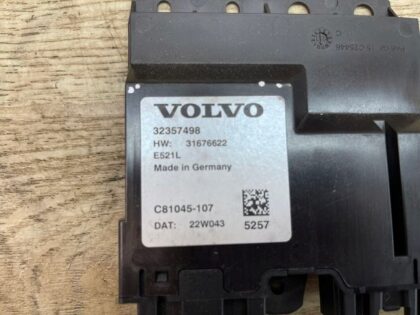 VOLVO
32357498
HW: 31676622
E521L
Made in Germany
C81045-107
DAT: 22W043
5257